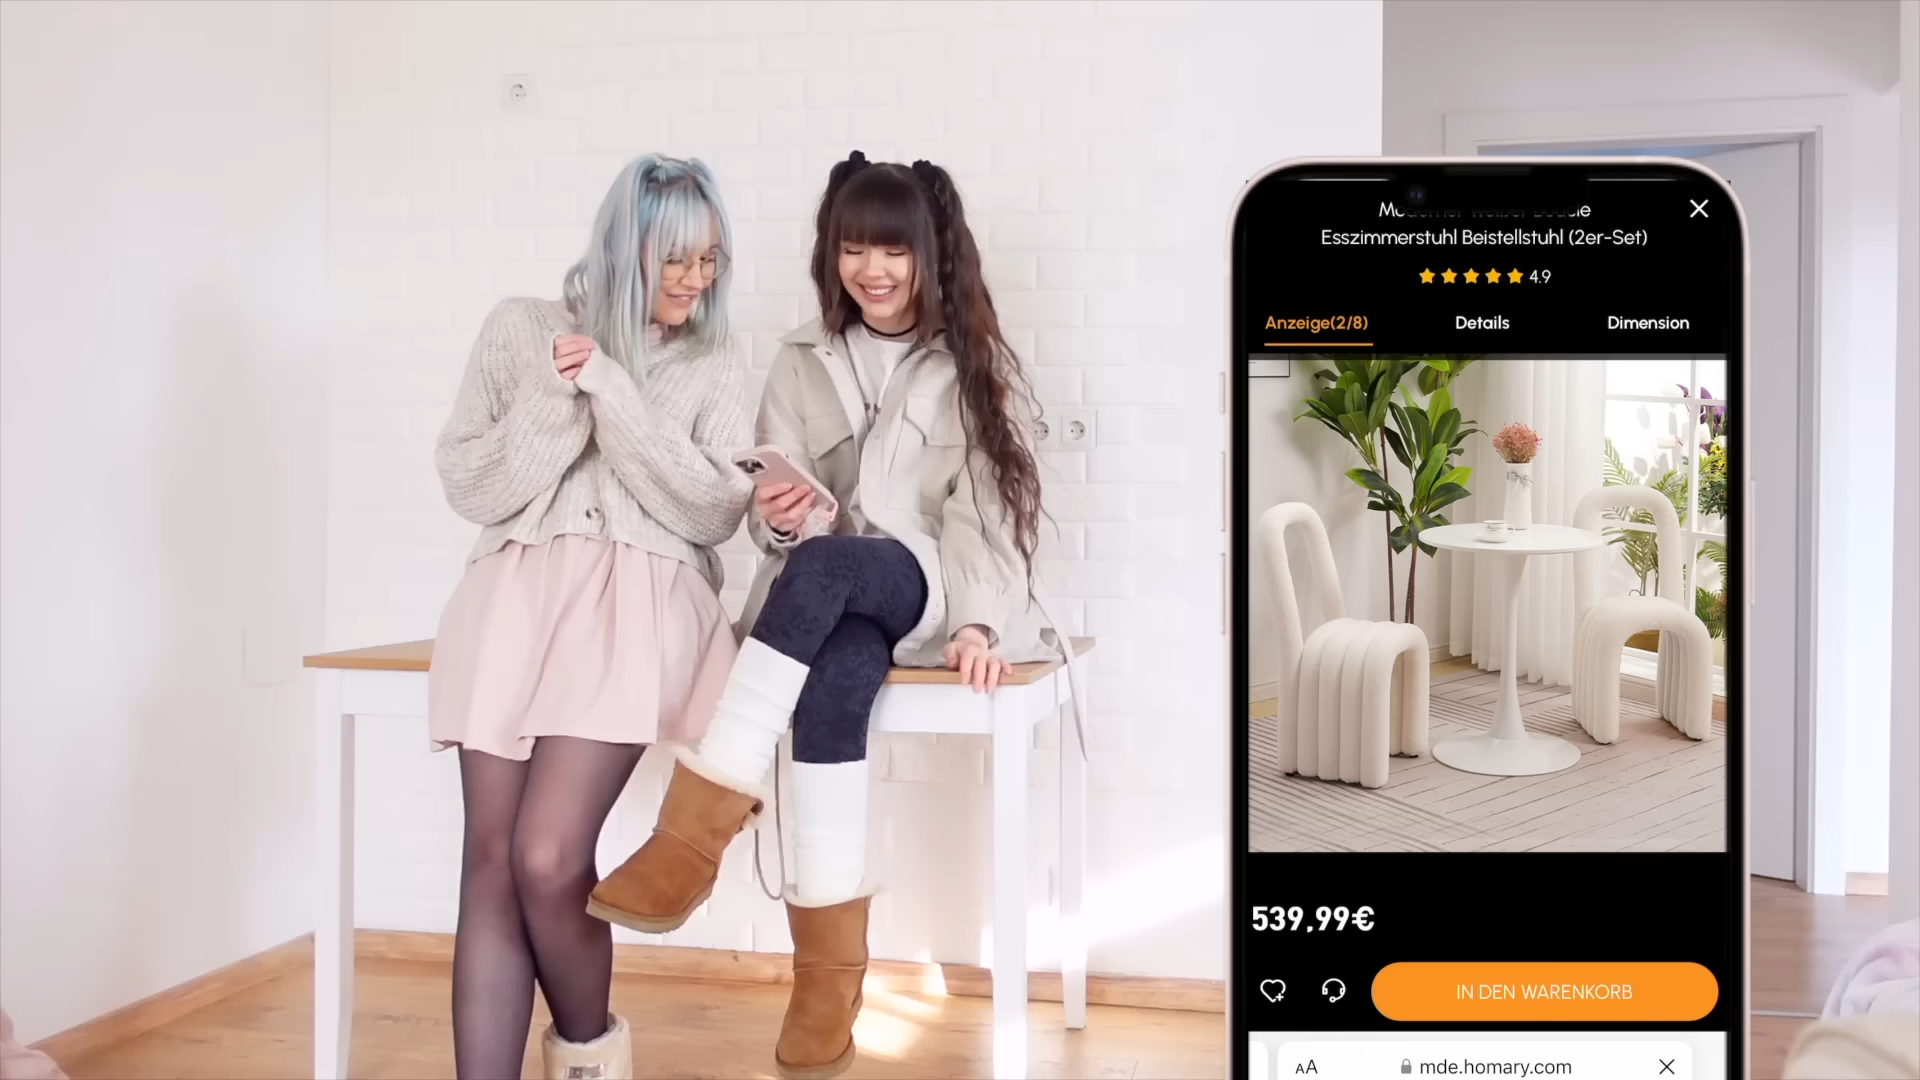 Esszimmerstuhl Beistellstuhl (2er-Set)
4.9
Anzeige(2/8)
Details
Dimension
539,99€
IN DEN WARENKORB
AA
mde.homary.com